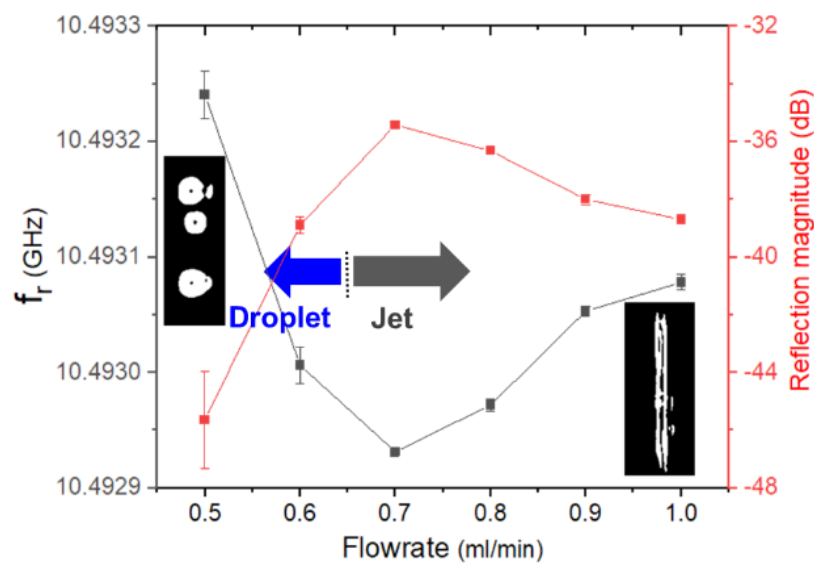 10.4933
10.4932
10.4931
10.4930
10.4929
fr (GHz)
-32
-36
-40
-44
-48
Reflection magnitude (dB)
Droplet
Jet
0.5 0.6 0.7 0.8 0.9 1.0
Flowrate (ml/min)